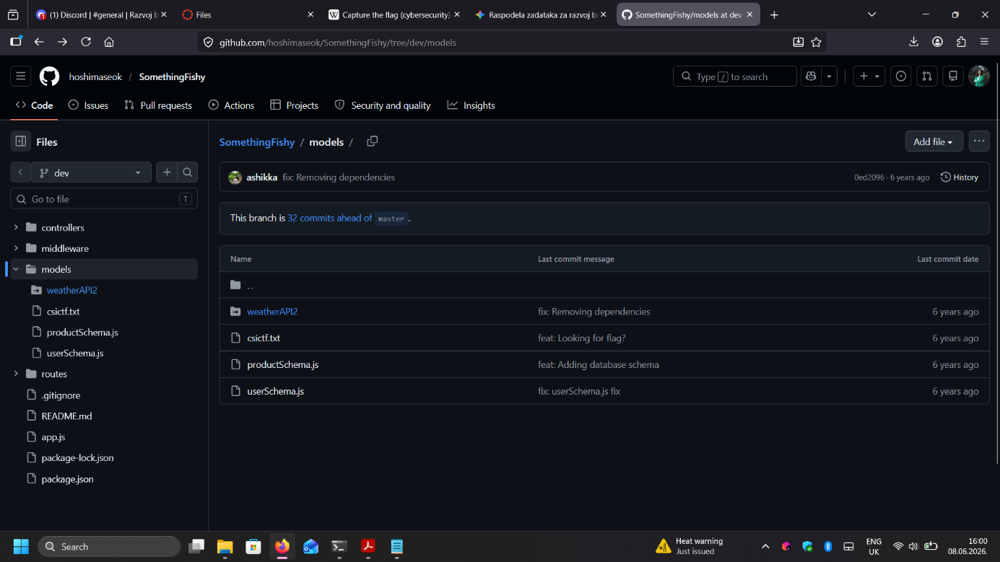 (1) Discord | #general | Razvoj b
Files
Capture the flag (cybersecurity)
Raspodela zadataka za razvoj b
SomethingFishy/models at dev
github.com/hoshimaseok/SomethingFishy/tree/dev/models
hoshimaseok / SomethingFishy
Type / to search
Code
Issues
Pull requests
Actions
Projects
Security and quality
Insights
Files
dev
Go to file
T
controllers
middleware
models
weatherAPI2
csictf.txt
productSchema.js
userSchema.js
routes
.gitignore
README.md
app.js
package-lock.json
package.json
SomethingFishy / models /
Add file
ashikka fix: Removing dependencies
0ed2096 · 6 years ago
History
This branch is 32 commits ahead of master .
Name Last commit message Last commit date
..
weatherAPI2 fix: Removing dependencies 6 years ago
csictf.txt feat: Looking for flag? 6 years ago
productSchema.js feat: Adding database schema 6 years ago
userSchema.js fix: userSchema.js fix 6 years ago
Search
Heat warning
Just issued
ENG
UK
16:00
08.06.2026.